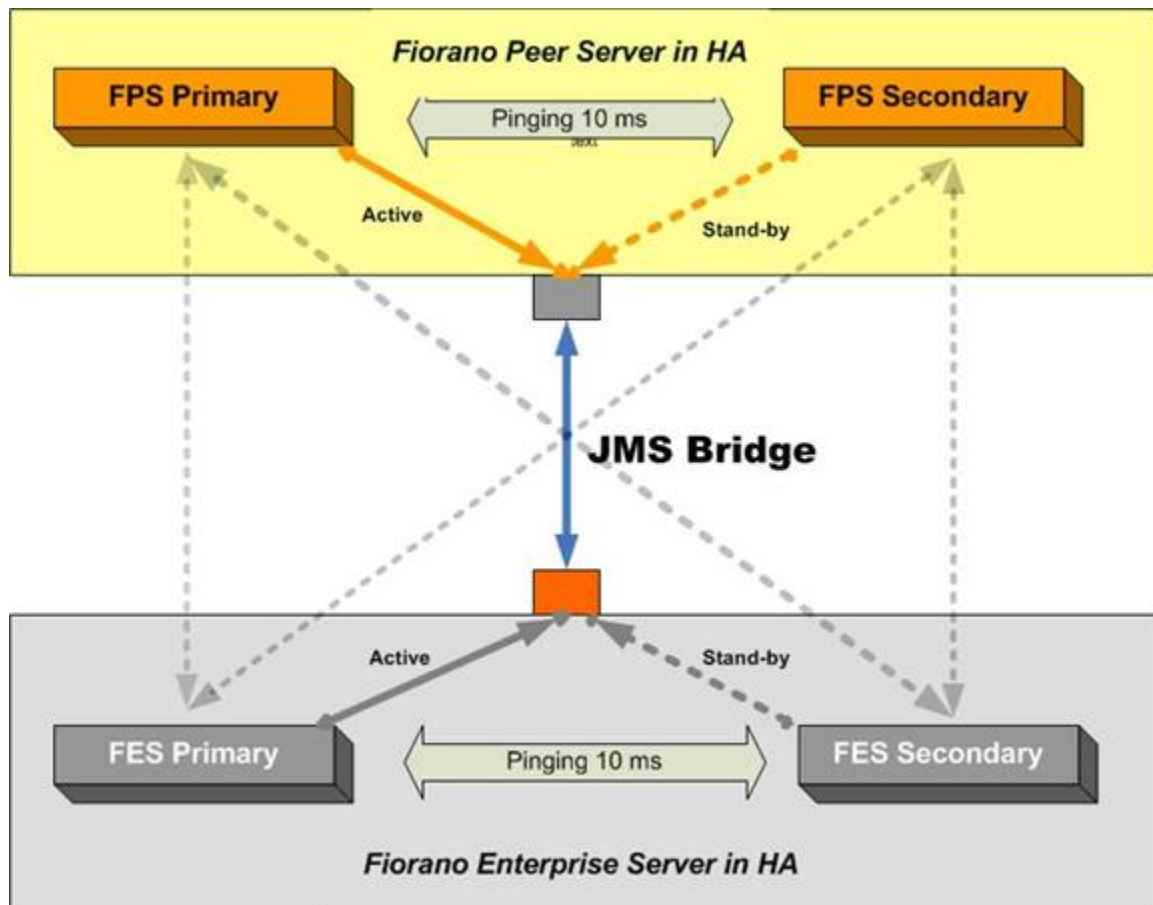 Fiorano Peer Server in HA
FPS Primary
FPS Secondary
Pinging 10 ms
text
Active
Stand-by
JMS Bridge
Active
Stand-by
FES Primary
FES Secondary
Pinging 10 ms
Fiorano Enterprise Server in HA